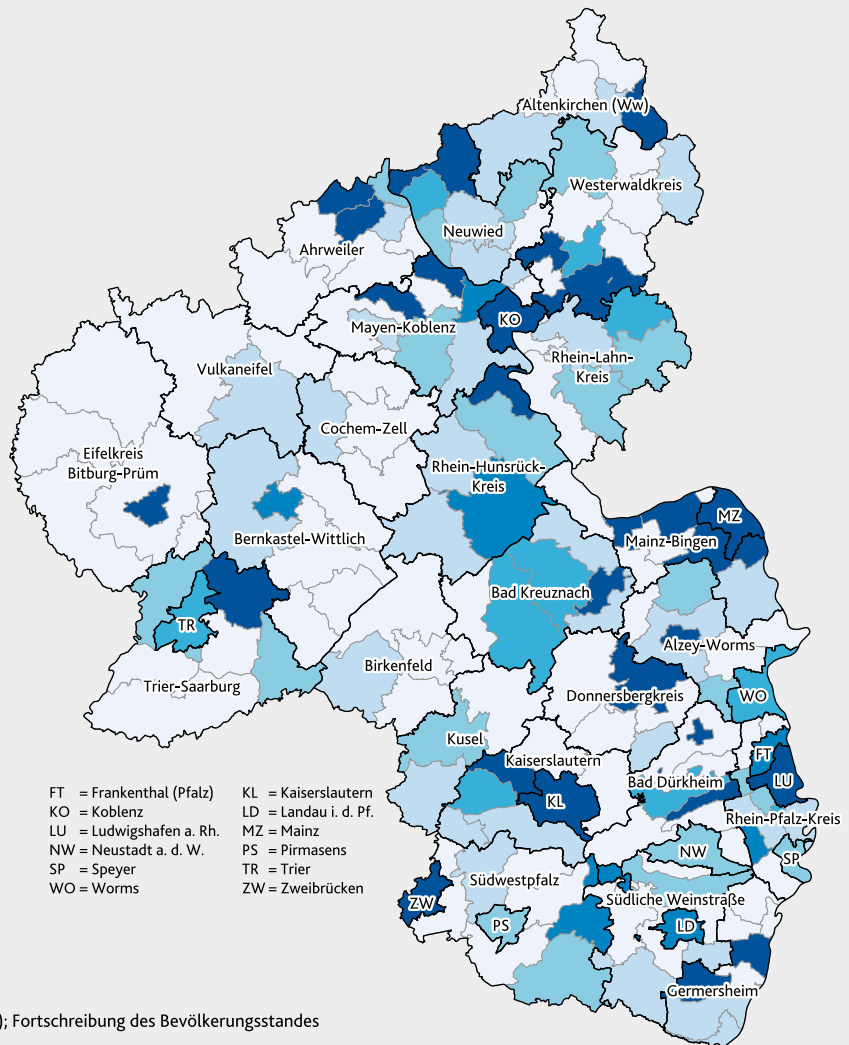 Altenkirchen (Ww)
Westerwaldkreis
Neuwied
Ahrweiler
KO
Mayen-Koblenz
Rhein-Lahn-
Kreis
Vulkaneifel
Cochem-Zell
Eifelkreis
Bitburg-Prüm
Rhein-Hunsrück-
Kreis
MZ
Mainz-Bingen
Bernkastel-Wittlich
Bad Kreuznach
TR
Alzey-Worms
Birkenfeld
Trier-Saarburg
Donnersbergkreis
WO
Kusel
Kaiserslautern
FT
Bad Dürkheim
LU
KL
Rhein-Pfalz-Kreis
NW
SP
Südwestpfalz
Südliche Weinstraße
ZW
PS
LD
Germersheim
FT = Frankenthal (Pfalz)
KO = Koblenz
LU = Ludwigshafen a. Rh.
NW = Neustadt a. d. W.
SP = Speyer
WO = Worms
KL = Kaiserslautern
LD = Landau i. d. Pf.
MZ = Mainz
PS = Pirmasens
TR = Trier
ZW = Zweibrücken
); Fortschreibung des Bevölkerungsstandes